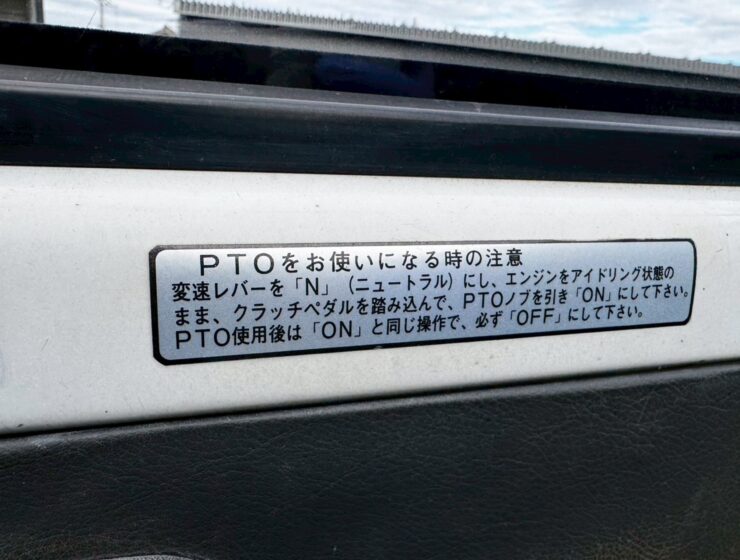 PTOをお使いになる時の注意
変速レバーを「N」（ニュートラル）にし、エンジンをアイドリング状態の
まま、クラッチペダルを踏み込んで、PTOノブを引き「ON」にして下さい。
PTO使用後は「ON」と同じ操作で、必ず「OFF」にして下さい。